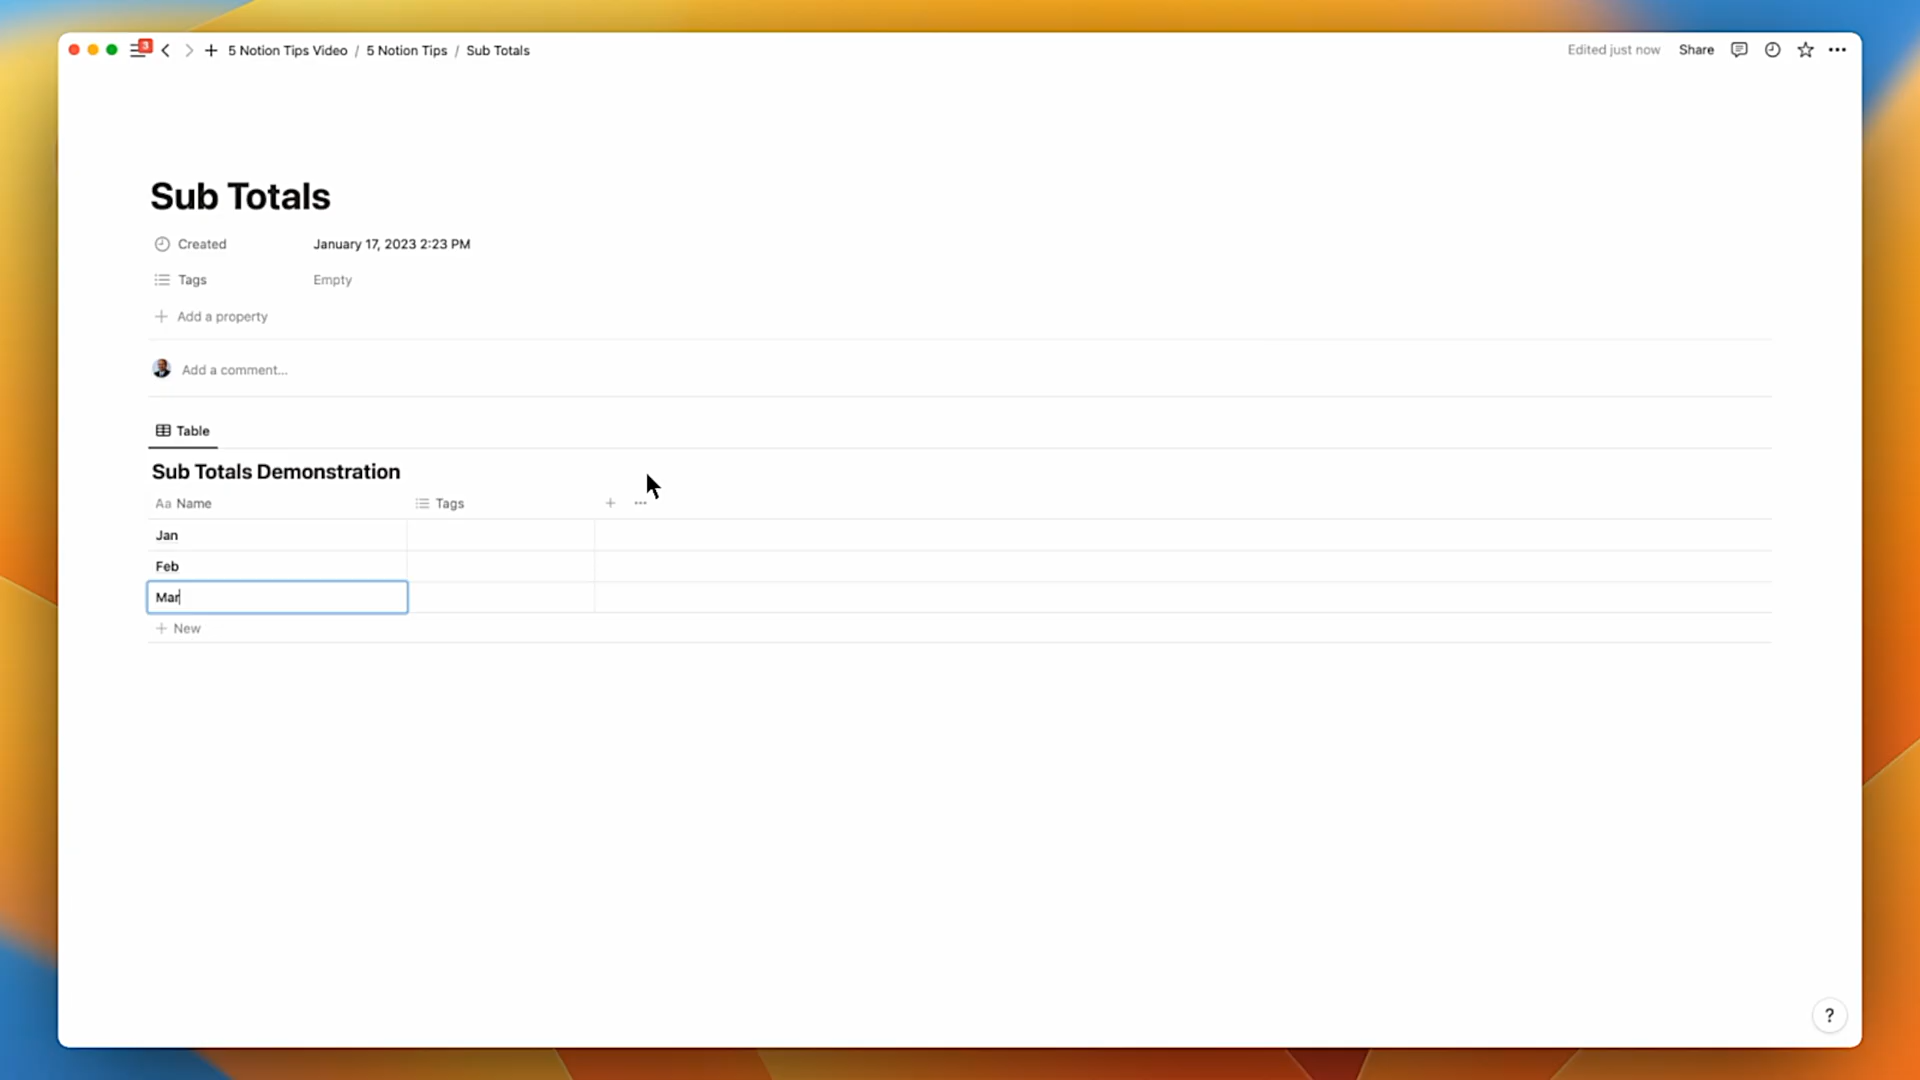 3
5 Notion Tips Video / 5 Notion Tips / Sub Totals
Edited just now Share
Sub Totals
Created January 17, 2023 2:23 PM
Tags Empty
+ Add a property
Add a comment...
Table
Sub Totals Demonstration
Aa Name Tags + ...
Jan
Feb
Mar
+ New
?